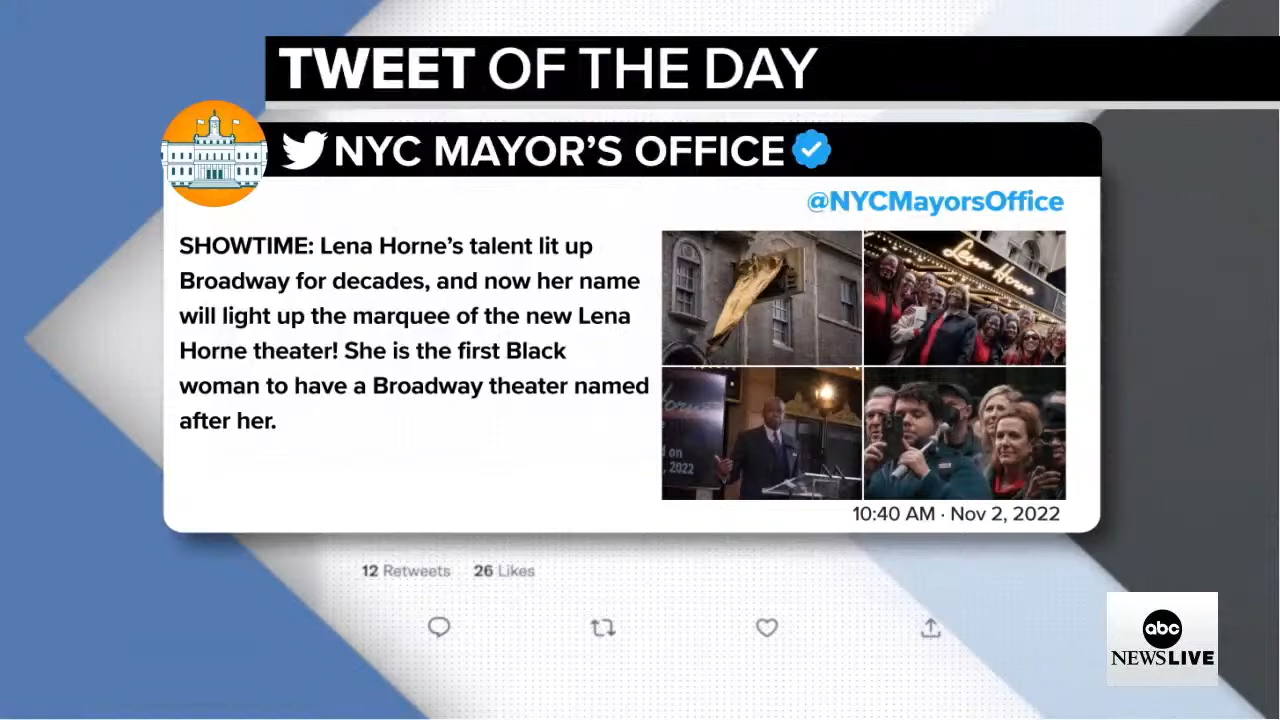 TWEET OF THE DAY
NYC MAYOR'S OFFICE
@NYCMayorsOffice
SHOWTIME: Lena Horne's talent lit up
Broadway for decades, and now her name
will light up the marquee of the new Lena
Horne theater! She is the first Black
woman to have a Broadway theater named
after her.
Lena Horne
d on
, 2022
10:40 AM · Nov 2, 2022
12 Retweets 26 Likes
abc
NEWSLIVE